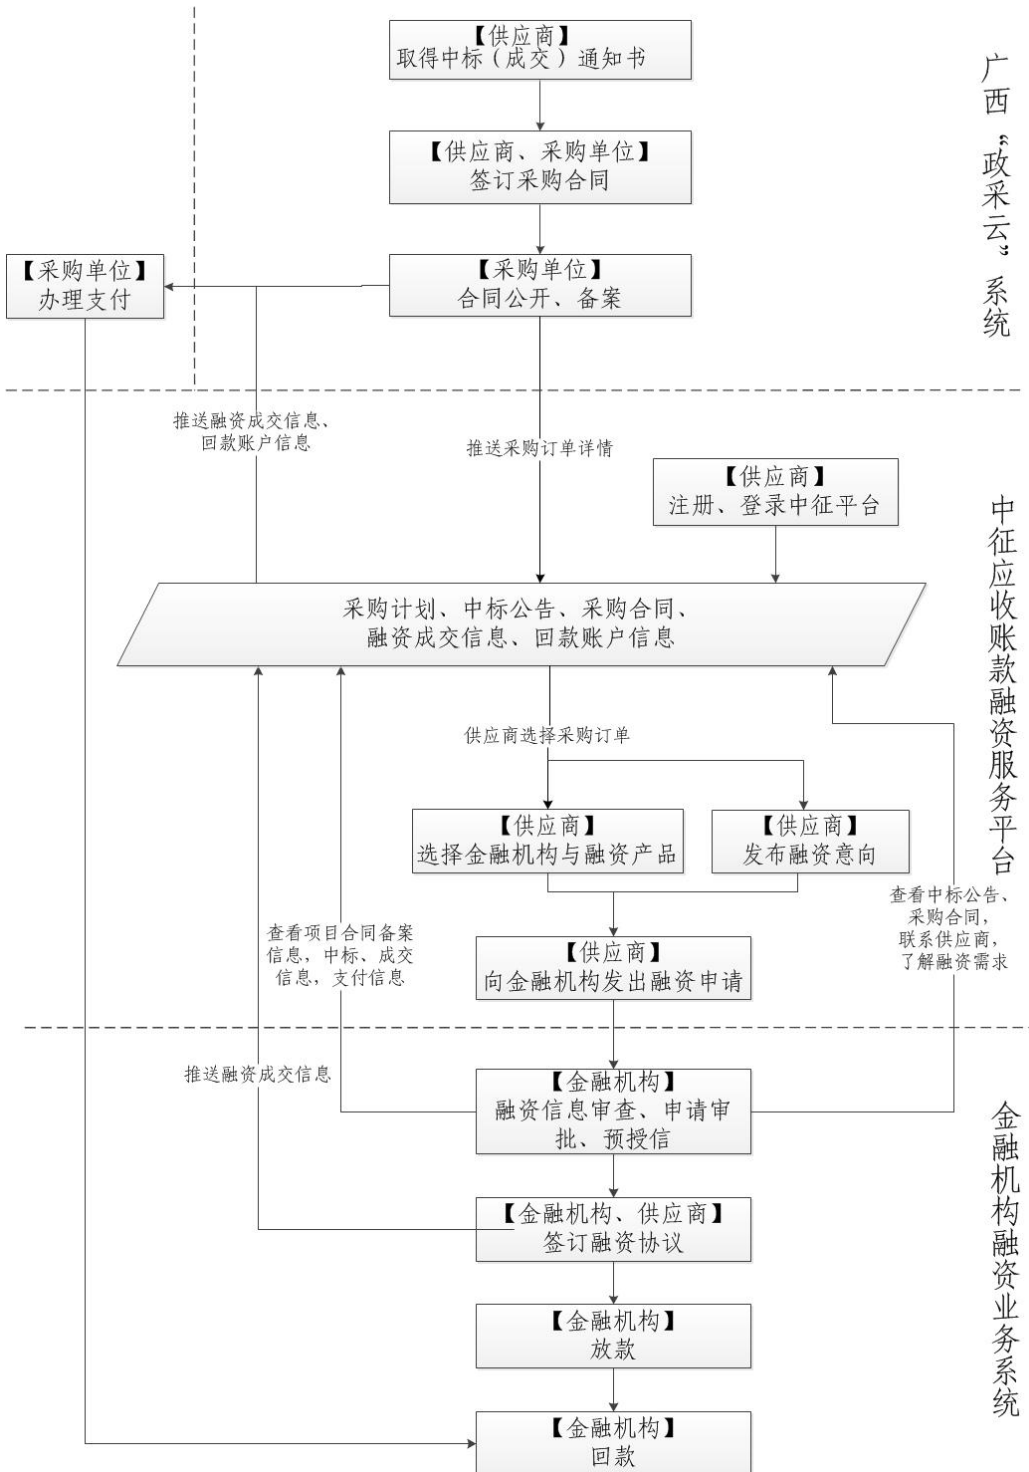 【供应商】
取得中标（成交）通知书
广西“政采云”系统
【供应商、采购单位】
签订采购合同
【采购单位】
办理支付
【采购单位】
合同公开、备案
推送融资成交信息、
回款账户信息
推送采购订单详情
【供应商】
注册、登录中征平台
中征应收账款融资服务平台
采购计划、中标公告、采购合同、
融资成交信息、回款账户信息
供应商选择采购订单
【供应商】
选择金融机构与融资产品
【供应商】
发布融资意向
查看项目合同备案
信息，中标、成交
信息，支付信息
查看中标公告、
采购合同，
联系供应商，
了解融资需求
【供应商】
向金融机构发出融资申请
推送融资成交信息
【金融机构】
融资信息审查、申请审
批、预授信
金融机构融资业务系统
【金融机构、供应商】
签订融资协议
【金融机构】
放款
【金融机构】
回款